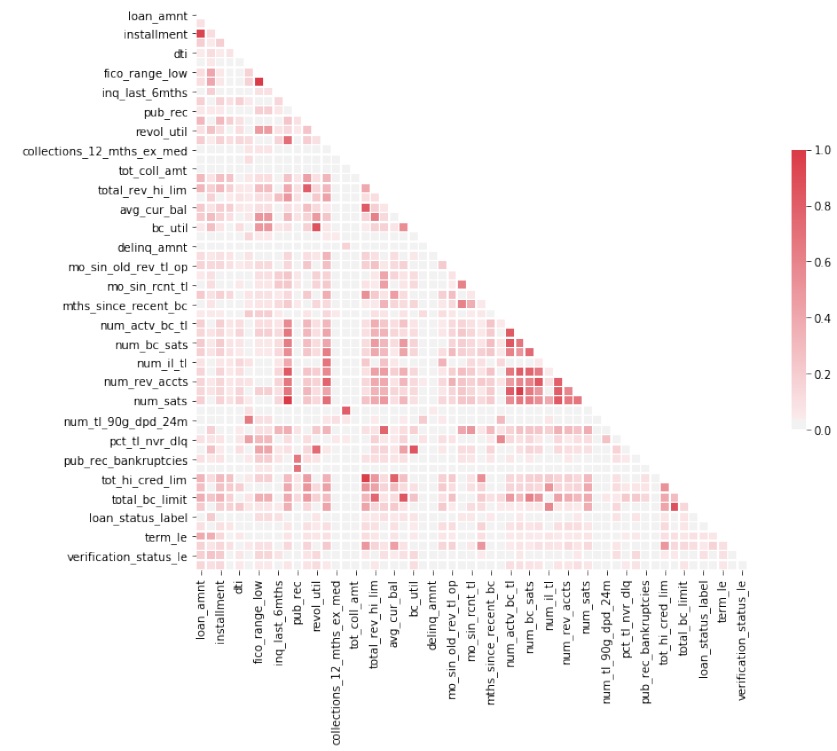 loan_amnt
installment
dti
fico_range_low
inq_last_6mths
pub_rec
revol_util
collections_12_mths_ex_med
tot_coll_amt
total_rev_hi_lim
avg_cur_bal
bc_util
delinq_amnt
mo_sin_old_rev_tl_op
mo_sin_rcnt_tl
mths_since_recent_bc
num_actv_bc_tl
num_bc_sats
num_il_tl
num_rev_accts
num_sats
num_tl_90g_dpd_24m
pct_tl_nvr_dlq
pub_rec_bankruptcies
tot_hi_cred_lim
total_bc_limit
loan_status_label
term_le
verification_status_le
loan_amnt
installment
dti
fico_range_low
inq_last_6mths
pub_rec
revol_util
collections_12_mths_ex_med
tot_coll_amt
total_rev_hi_lim
avg_cur_bal
bc_util
delinq_amnt
mo_sin_old_rev_tl_op
mo_sin_rcnt_tl
mths_since_recent_bc
num_actv_bc_tl
num_bc_sats
num_il_tl
num_rev_accts
num_sats
num_tl_90g_dpd_24m
pct_tl_nvr_dlq
pub_rec_bankruptcies
tot_hi_cred_lim
total_bc_limit
loan_status_label
term_le
verification_status_le
1.0
0.8
0.6
0.4
0.2
0.0